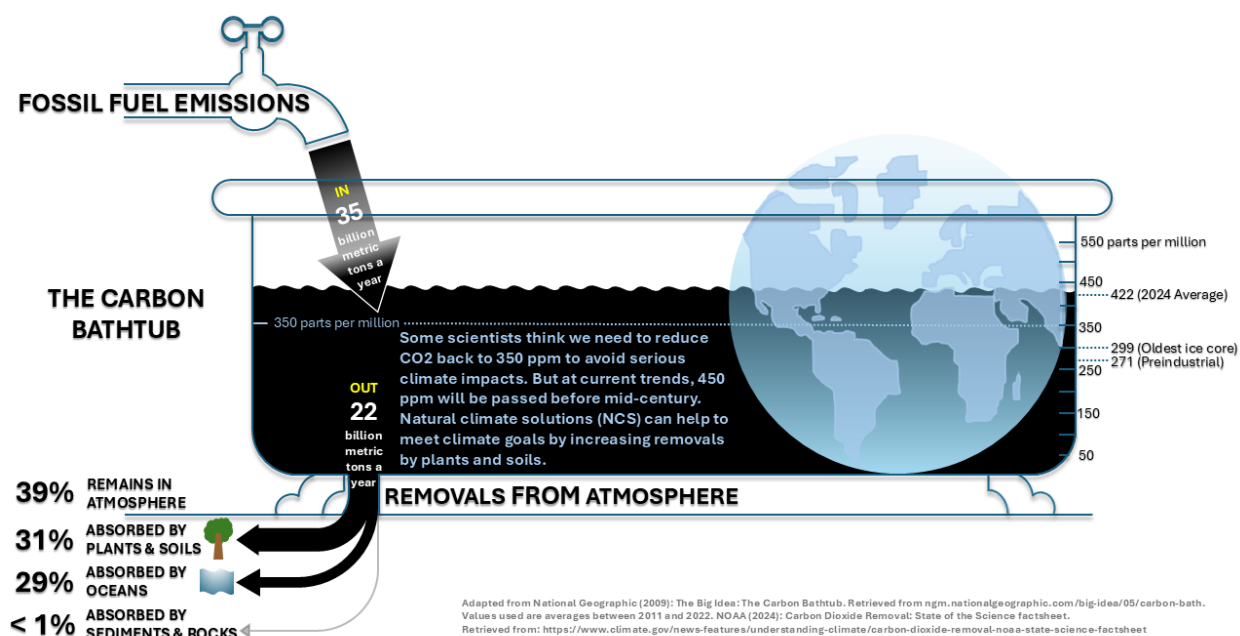 FOSSIL FUEL EMISSIONS
IN
35
billion
metric
tons a
year
THE CARBON
BATHTUB
550 parts per million
450
422 (2024 Average)
350
299 (Oldest ice core)
271 (Preindustrial)
250
150
50
350 parts per million
Some scientists think we need to reduce
CO2 back to 350 ppm to avoid serious
climate impacts. But at current trends, 450
ppm will be passed before mid-century.
Natural climate solutions (NCS) can help to
meet climate goals by increasing removals
by plants and soils.
OUT
22
billion
metric
tons a
year
REMOVALS FROM ATMOSPHERE
39% REMAINS IN
ATMOSPHERE
31% ABSORBED BY
PLANTS & SOILS
29% ABSORBED BY
OCEANS
< 1% ABSORBED BY
SEDIMENTS & ROCKS
Adapted from National Geographic (2009): The Big Idea: The Carbon Bathtub. Retrieved from ngm.nationalgeographic.com/big-idea/05/carbon-bath.
Values used are averages between 2011 and 2022. NOAA (2024): Carbon Dioxide Removal: State of the Science factsheet.
Retrieved from: https://www.climate.gov/news-features/understanding-climate/carbon-dioxide-removal-noaa-state-science-factsheet